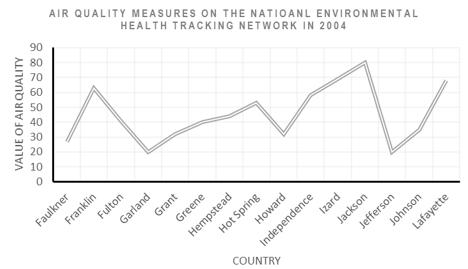 AIR QUALITY MEASURES ON THE NATIOANL ENVIRONMENTAL
HEALTH TRACKING NETWORK IN 2004
VALUE OF AIR QUALITY
90
80
70
60
50
40
30
20
10
0
Faulkner
Franklin
Fulton
Garland
Grant
Greene
Hempstead
Hot Spring
Howard
Independence
Izard
Jackson
Jefferson
Johnson
Lafayette
COUNTRY